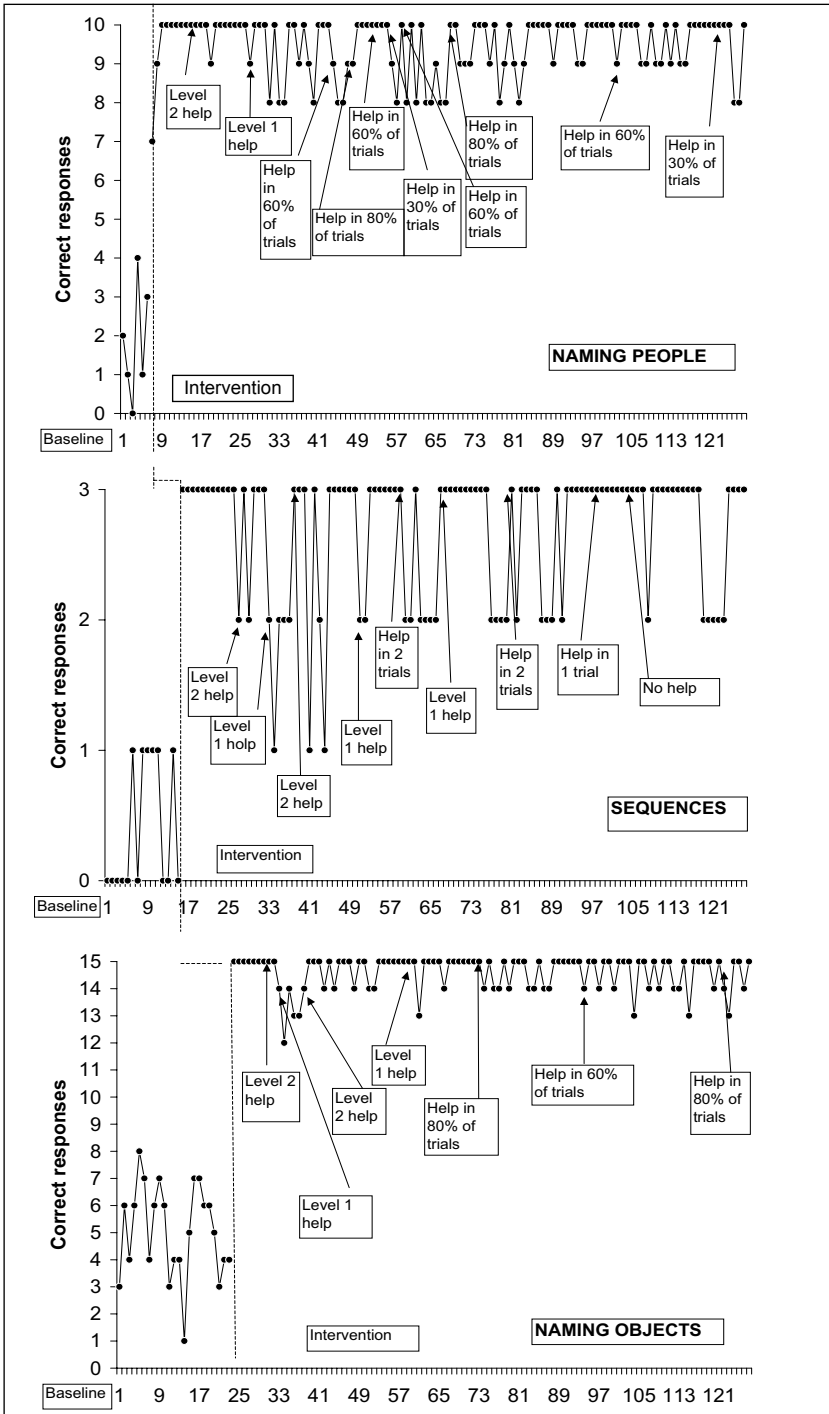 10
9
8
7
6
5
4
3
2
1
0
Correct responses
Level
2 help
Level 1
help
Help
in
60%
of
trials
Help in 80%
of trials
Help in
60% of
trials
Help in
30% of
trials
Help in
80% of
trials
Help in
60% of
trials
Help in 60%
of trials
Help in
30% of
trials
NAMING PEOPLE
Intervention
Baseline
1 9 17 25 33 41 49 57 65 73 81 89 97 105 113 121
3
2
1
0
Correct responses
Level
2 help
Level
1 holp
Level
2 help
Level
1 help
Help
in 2
trials
Level
1 help
Help
in 2
trials
Help in
1 trial
No help
SEQUENCES
Intervention
Baseline
1 9 17 25 33 41 49 57 65 73 81 89 97 105 113 121
15
14
13
12
11
10
9
8
7
6
5
4
3
2
1
0
Correct responses
Level 2
help
Level 1
help
Level
2 help
Level
1 help
Help in
80% of
trials
Help in 60%
of trials
Help in
80% of
trials
Intervention
NAMING OBJECTS
Baseline
1 9 17 25 33 41 49 57 65 73 81 89 97 105 113 121